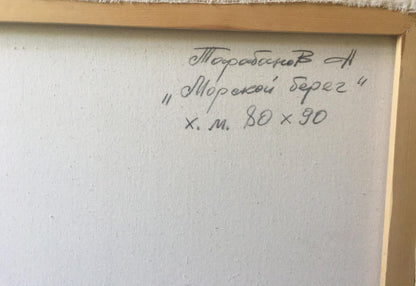 Тарабанов А
„Морской берег"
х. м. 80 х 90